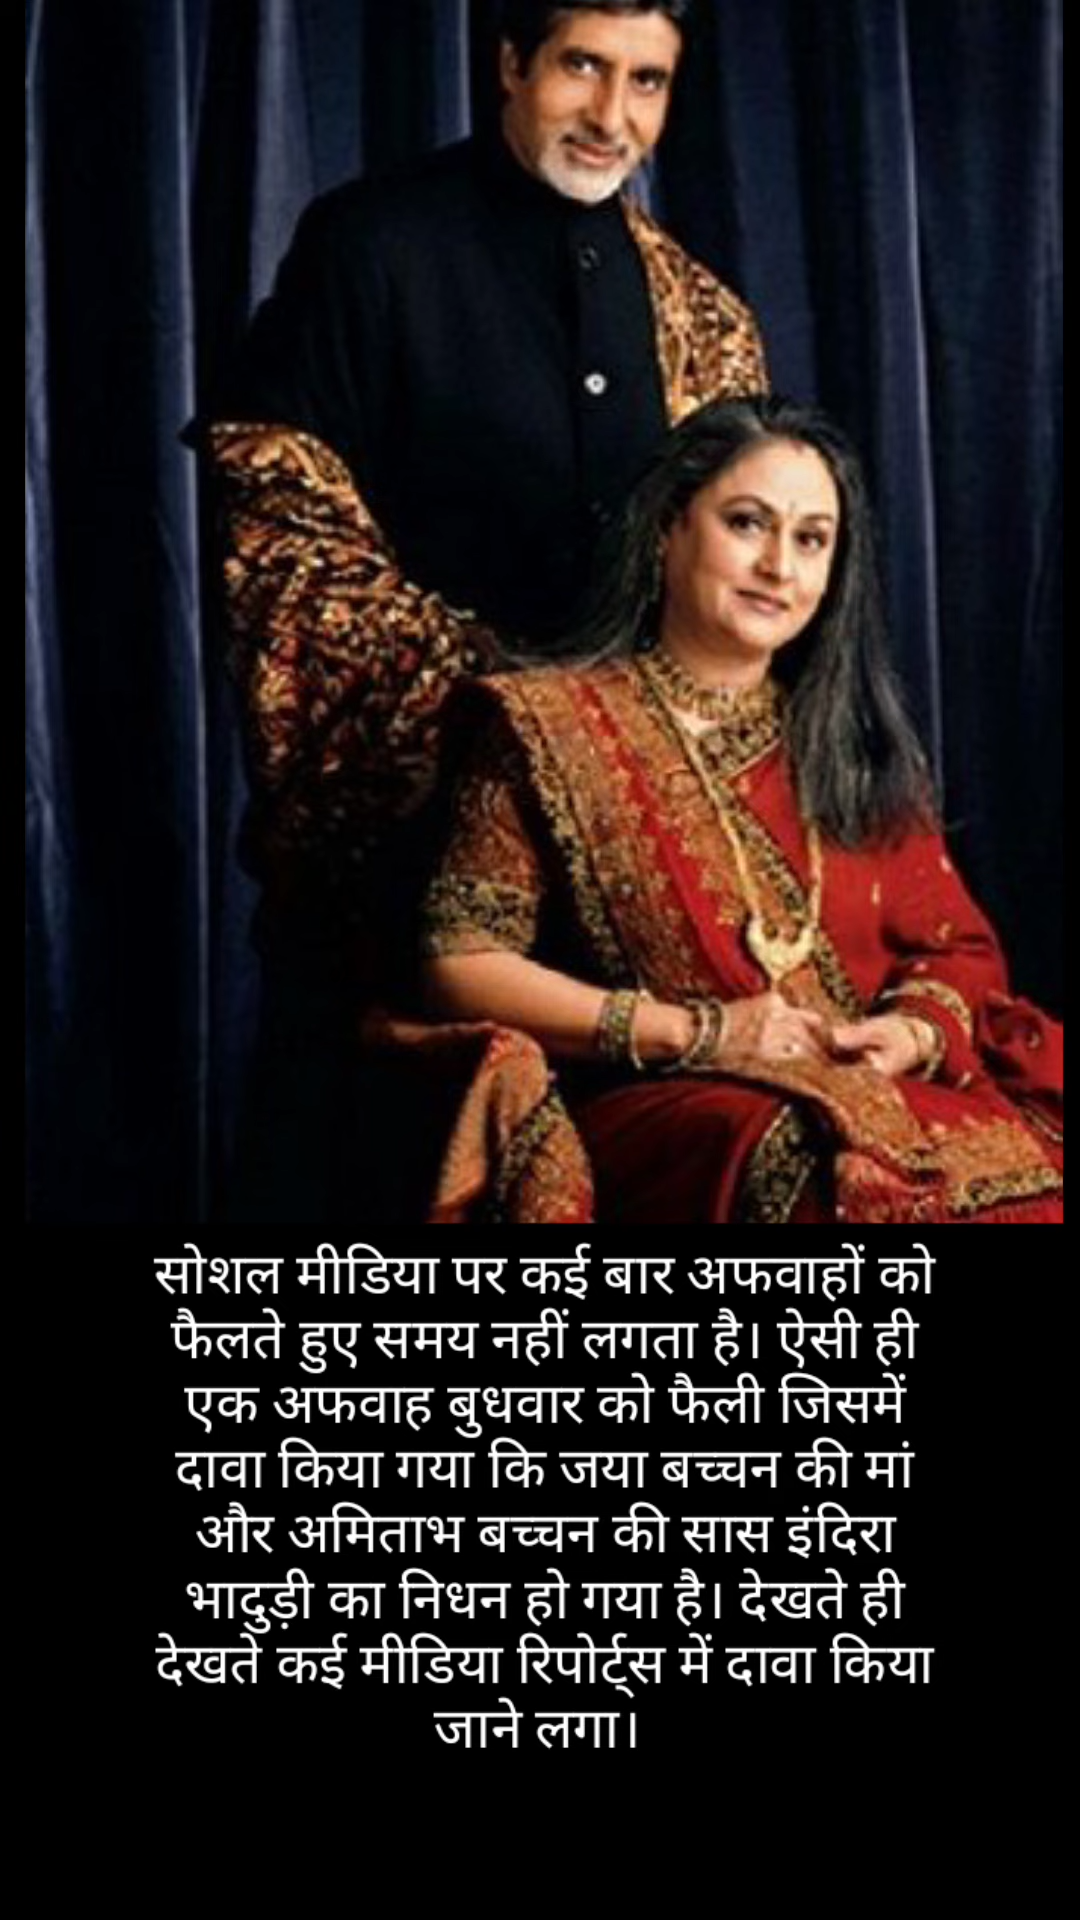 सोशल मीडिया पर कई बार अफवाहों को
फैलते हुए समय नहीं लगता है। ऐसी ही
एक अफवाह बुधवार को फैली जिसमें
दावा किया गया कि जया बच्चन की मां
और अमिताभ बच्चन की सास इंदिरा
भादुड़ी का निधन हो गया है। देखते ही
देखते कई मीडिया रिपोर्ट्स में दावा किया
जाने लगा।